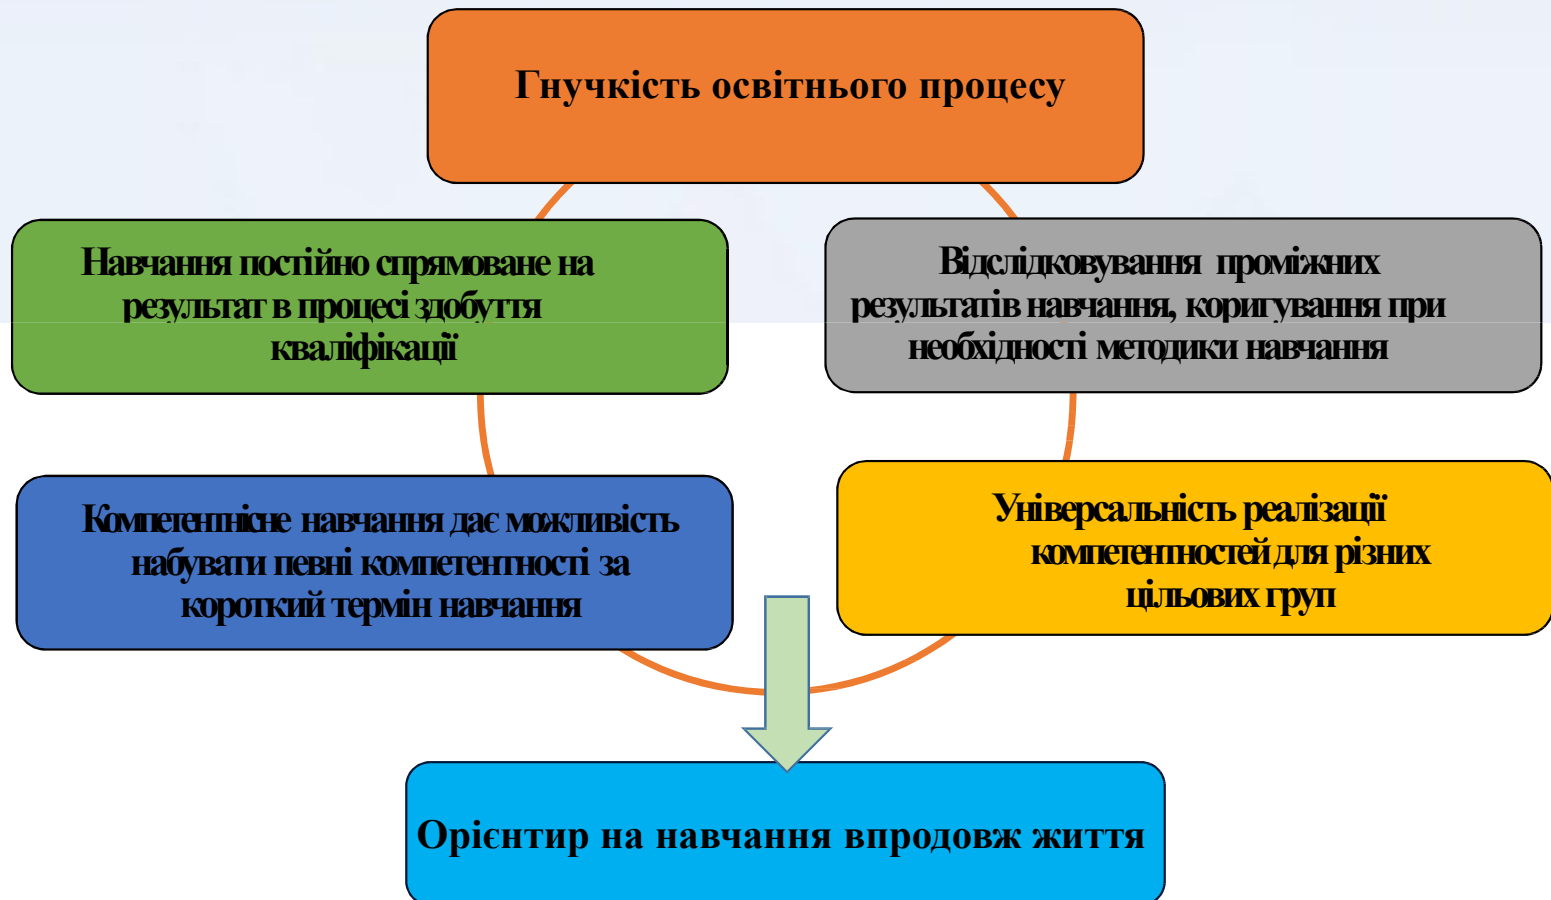 Гнучкість освітнього процесу
Навчання постійно спрямоване на
результат в процесі здобуття
кваліфікації
Відслідковування проміжних
результатів навчання, коригування при
необхідності методики навчання
Компетентнісне навчання дає можливість
набувати певні компетентності за
короткий термін навчання
Універсальність реалізації
компетентностей для різних
цільових груп
Орієнтир на навчання впродовж життя